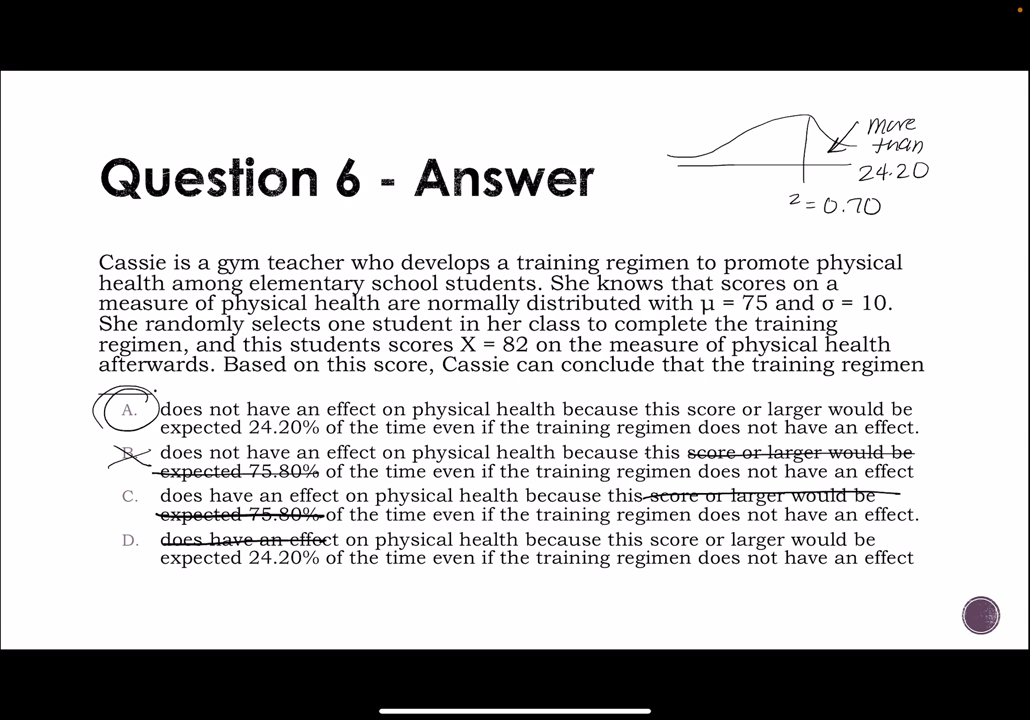 more
than
24.20
z = 0.70
Question 6 - Answer
Cassie is a gym teacher who develops a training regimen to promote physical
health among elementary school students. She knows that scores on a
measure of physical health are normally distributed with μ = 75 and σ = 10.
She randomly selects one student in her class to complete the training
regimen, and this students scores X = 82 on the measure of physical health
afterwards. Based on this score, Cassie can conclude that the training regimen
A. does not have an effect on physical health because this score or larger would be
expected 24.20% of the time even if the training regimen does not have an effect.
B. does not have an effect on physical health because this score or larger would be
expected 75.80% of the time even if the training regimen does not have an effect
C. does have an effect on physical health because this score or larger would be
expected 75.80% of the time even if the training regimen does not have an effect.
D. does have an effect on physical health because this score or larger would be
expected 24.20% of the time even if the training regimen does not have an effect